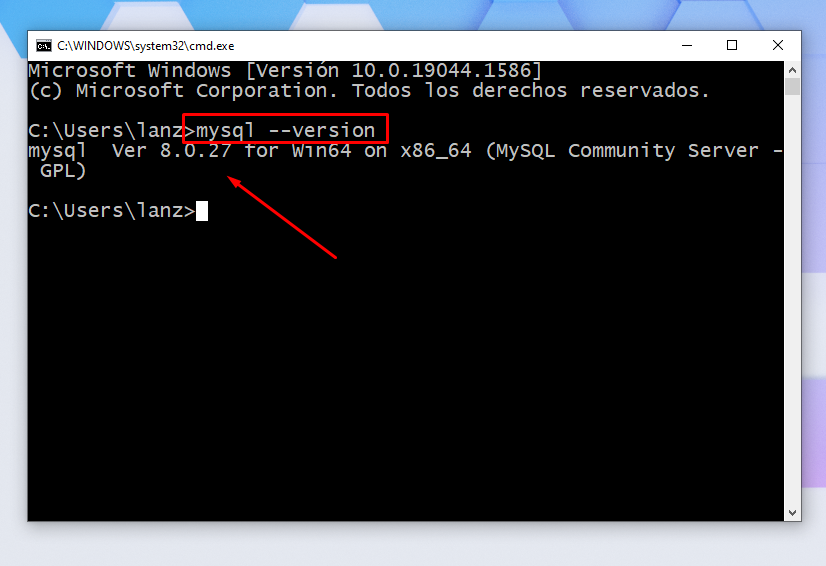 C:\WINDOWS\system32\cmd.exe
Microsoft Windows [Versión 10.0.19044.1586]
(c) Microsoft Corporation. Todos los derechos reservados.
C:\Users\lanz>mysql --version
mysql  Ver 8.0.27 for Win64 on x86_64 (MySQL Community Server -
 GPL)
C:\Users\lanz>